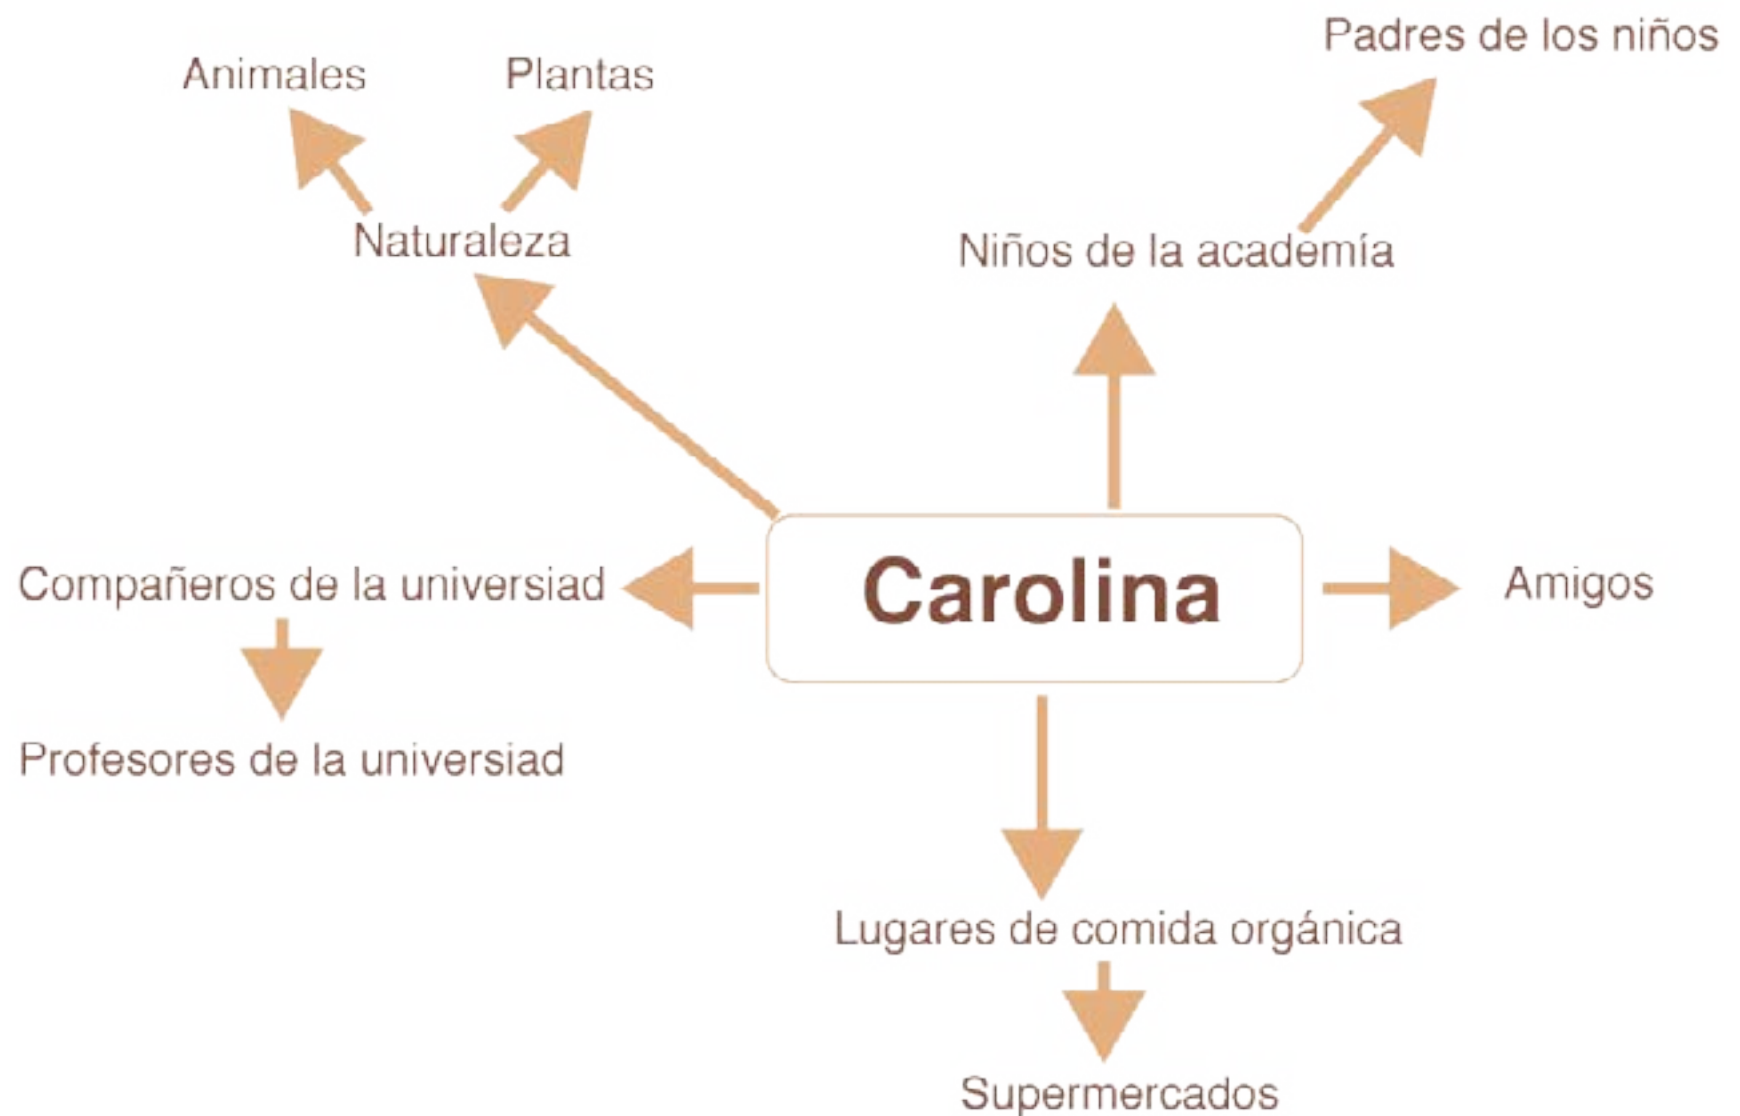 Padres de los niños
Animales
Plantas
Naturaleza
Niños de la academía
Compañeros de la universiad
Carolina
Amigos
Profesores de la universiad
Lugares de comida orgánica
Supermercados